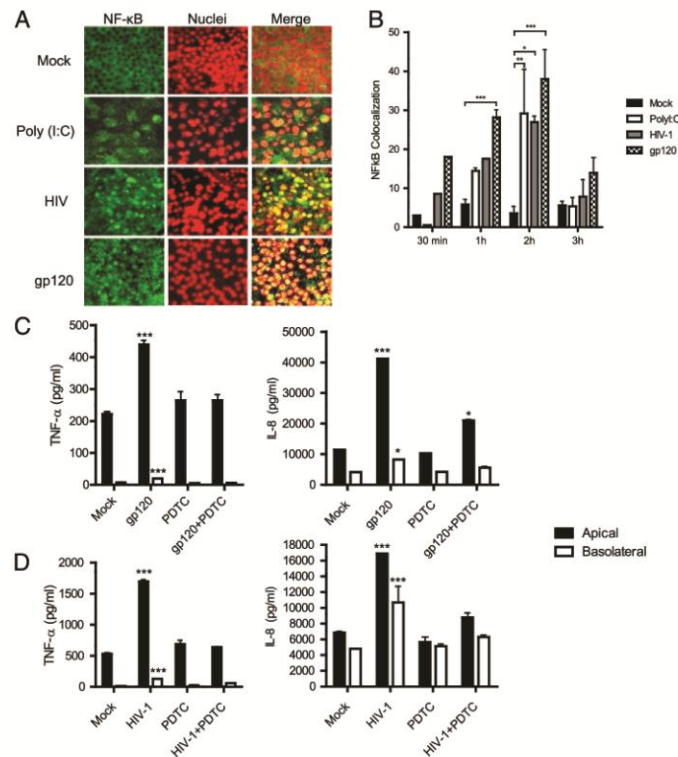 A
NF-κB Nuclei Merge
Mock
Poly (I:C)
HIV
gp120
B
NFkB Colocalization
50
40
30
20
10
0
***
***
*
**
30 min 1h 2h 3h
Mock
PolyI:C
HIV-1
gp120
C
TNF-α (pg/ml)
500
400
300
200
100
0
***
***
Mock gp120 PDTC gp120+PDTC
IL-8 (pg/ml)
50000
40000
30000
20000
10000
0
***
*
*
Mock gp120 PDTC gp120+PDTC
Apical
Basolateral
D
TNF-α (pg/ml)
2000
1500
1000
500
0
***
***
Mock HIV-1 PDTC HIV-1+PDTC
IL-8 (pg/ml)
18000
16000
14000
12000
10000
8000
6000
4000
2000
0
***
***
Mock HIV-1 PDTC HIV-1+PDTC